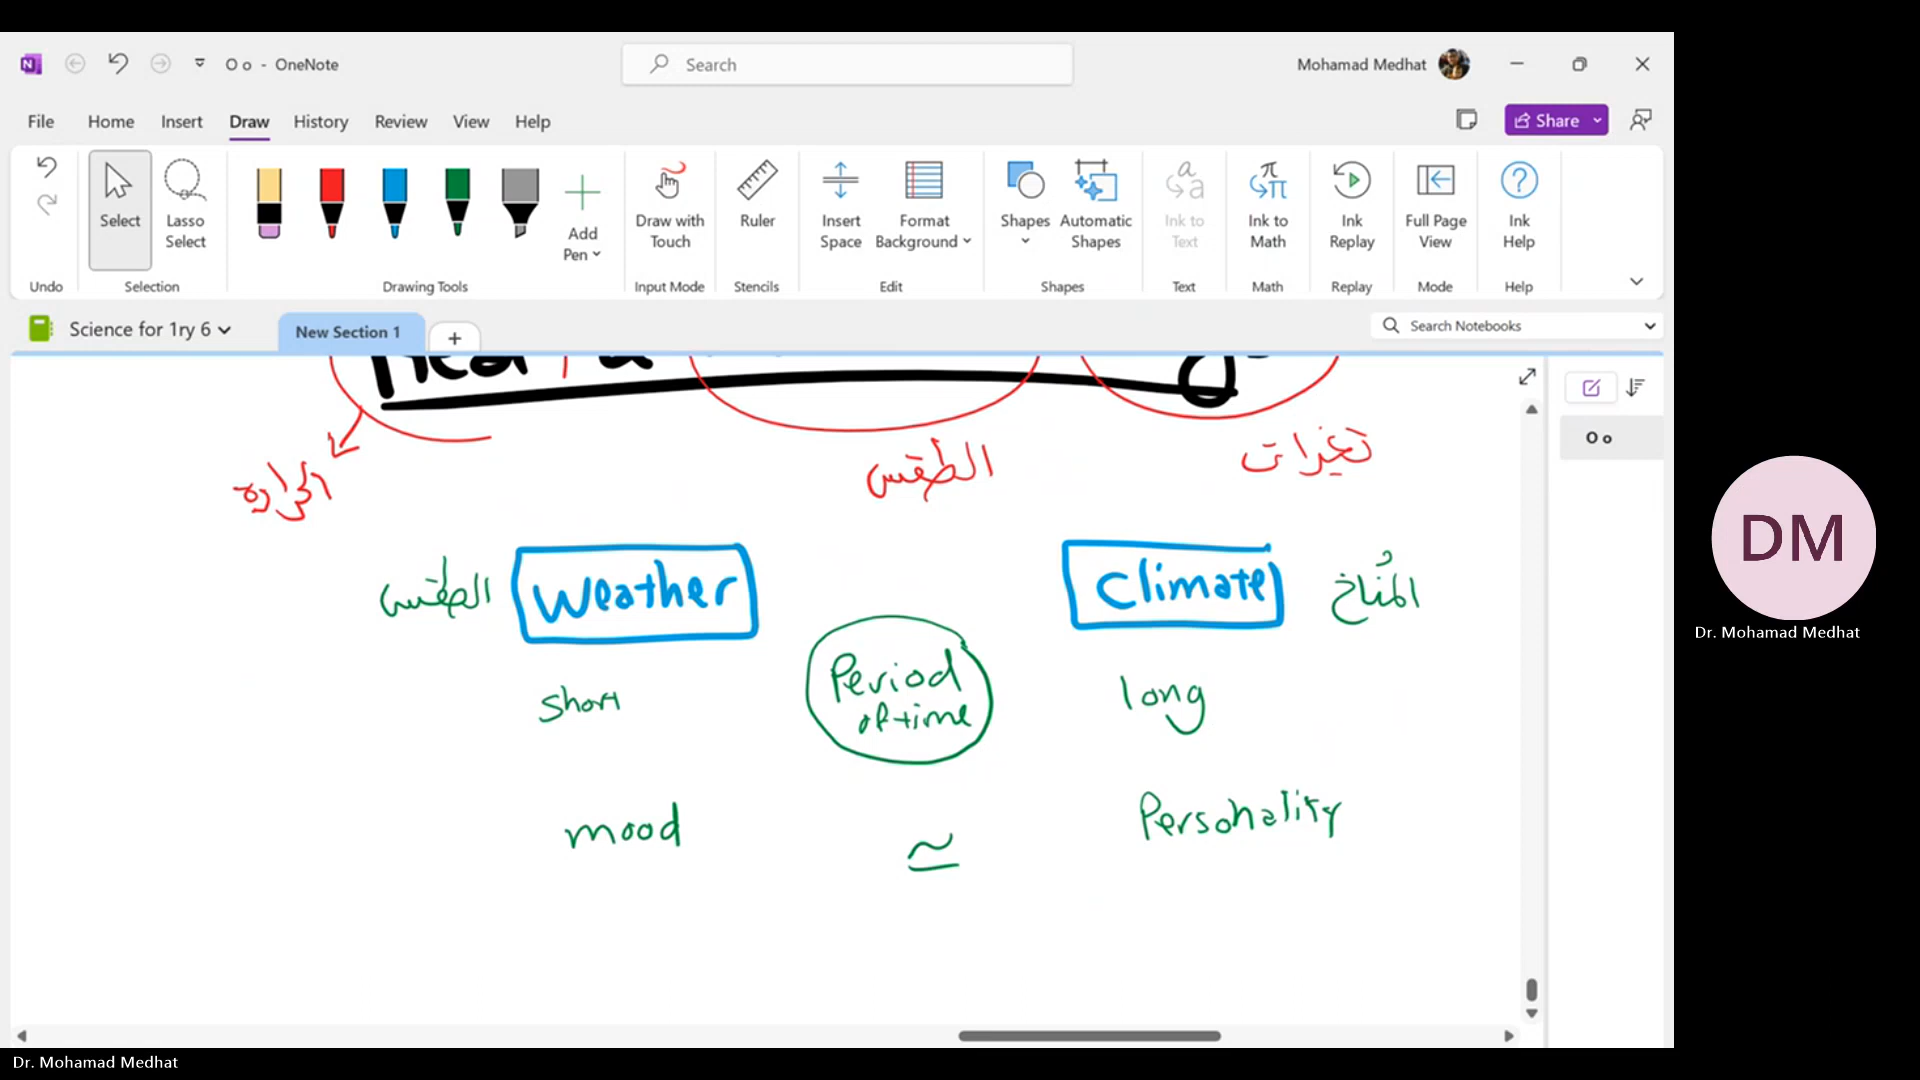 O o - OneNote
Search
Mohamad Medhat
File Home Insert Draw History Review View Help
Share
Select
Lasso Select
Add Pen
Draw with Touch
Ruler
Insert Space
Format Background
Shapes
Automatic Shapes
Ink to Text
Ink to Math
Ink Replay
Full Page View
Ink Help
Undo Selection Drawing Tools Input Mode Stencils Edit Shapes Text Math Replay Mode Help
Science for 1ry 6
New Section 1
Search Notebooks
O o
الحرارة
الطقس
تغيرات
الطقس
Weather
Climate
المُناخ
short
Period
of time
long
mood
≃
Personality
DM
Dr. Mohamad Medhat
Dr. Mohamad Medhat